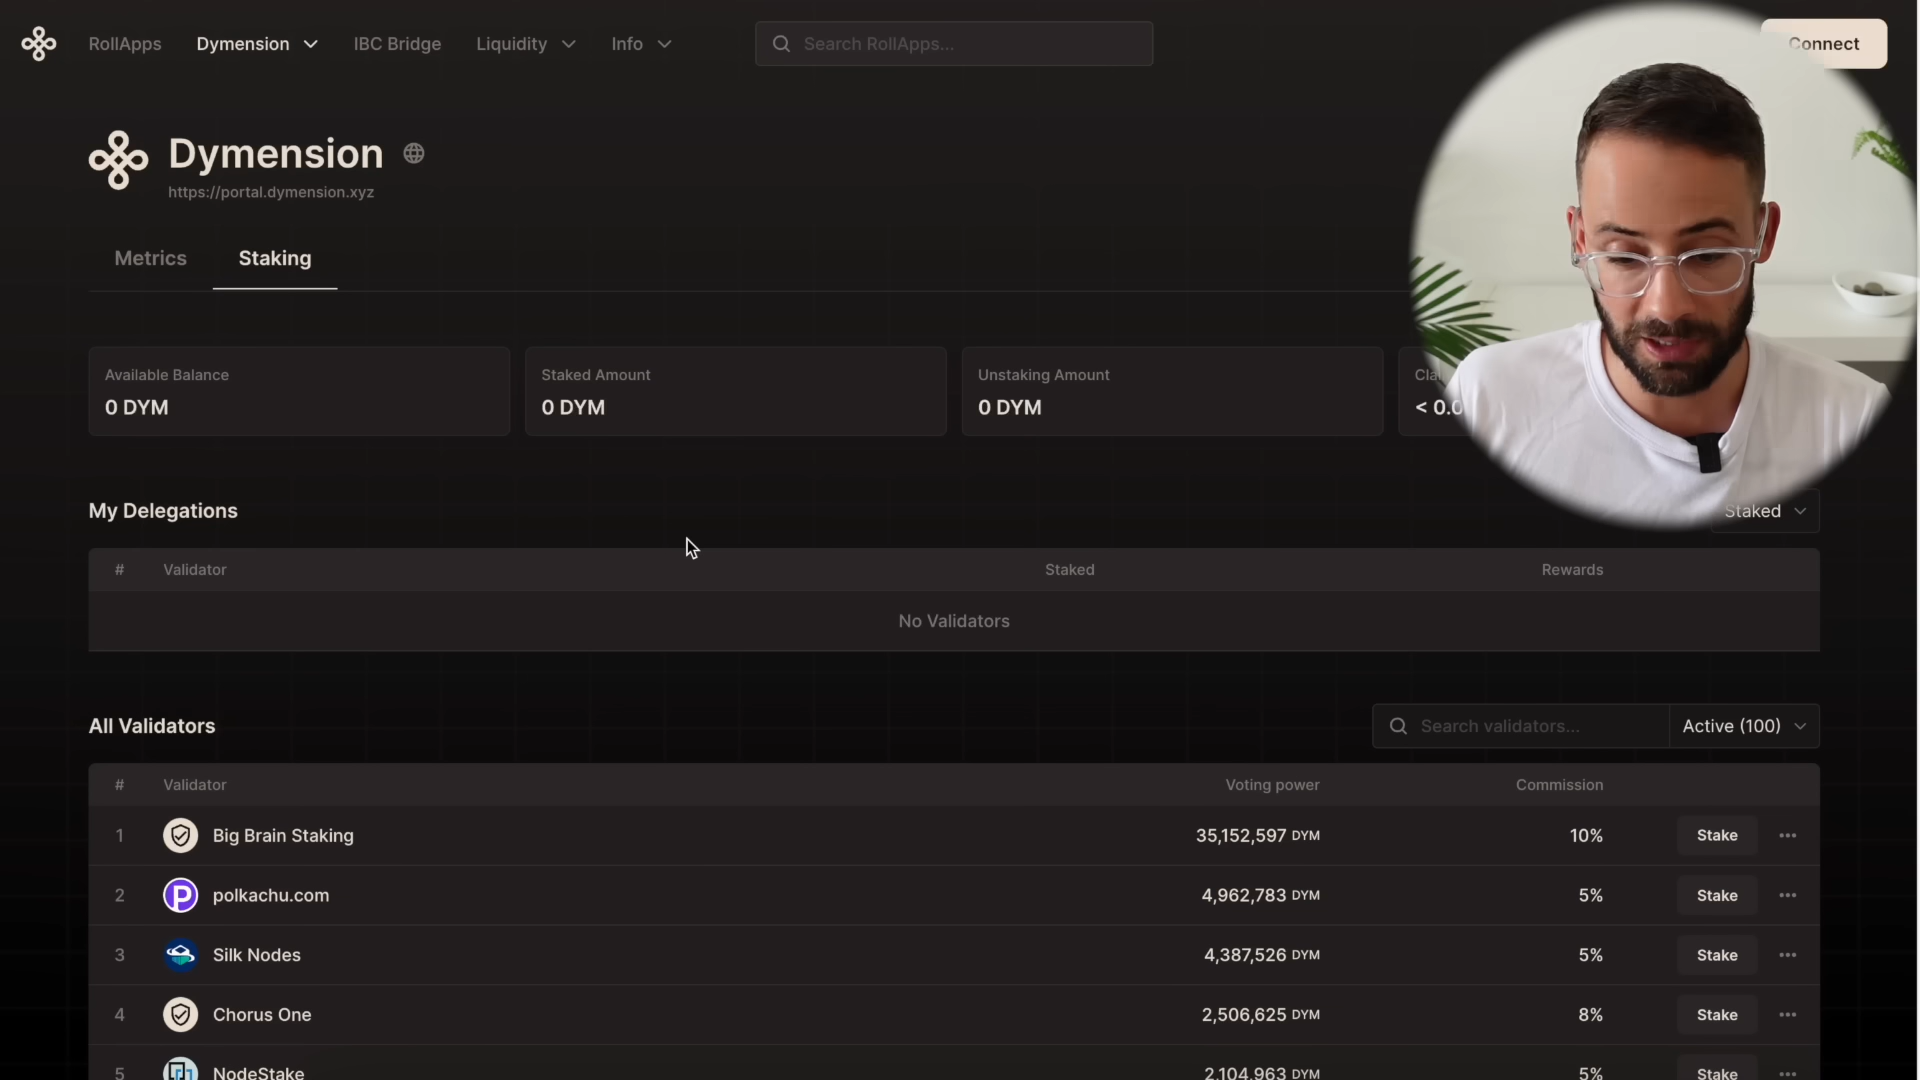 RollApps
Dymension
IBC Bridge
Liquidity
Info
Search RollApps...
Connect
Dymension
https://portal.dymension.xyz
Metrics
Staking
Available Balance
0 DYM
Staked Amount
0 DYM
Unstaking Amount
0 DYM
< 0.0
My Delegations
Staked
# Validator Staked Rewards
No Validators
All Validators
Search validators...
Active (100)
# Validator Voting power Commission
1 Big Brain Staking 35,152,597 DYM 10% Stake
2 polkachu.com 4,962,783 DYM 5% Stake
3 Silk Nodes 4,387,526 DYM 5% Stake
4 Chorus One 2,506,625 DYM 8% Stake
5 NodeStake 2,104,963 DYM 5% Stake